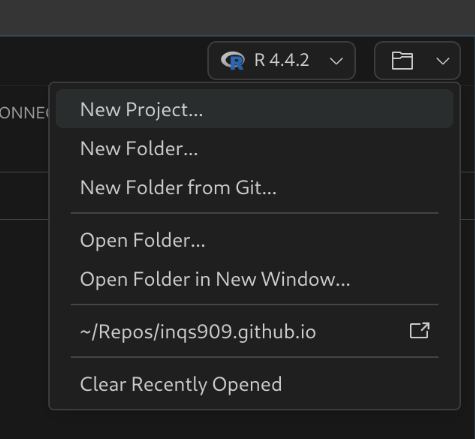 R 4.4.2
ONNEC
New Project...
New Folder...
New Folder from Git...
Open Folder...
Open Folder in New Window...
~/Repos/inqs909.github.io
Clear Recently Opened